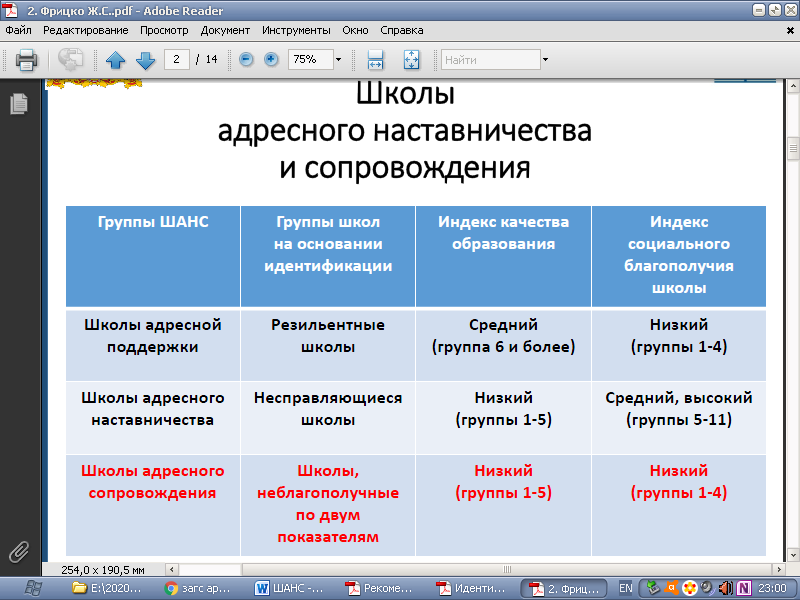 2. Фрицко Ж.С..pdf - Adobe Reader
Файл Редактирование Просмотр Документ Инструменты Окно Справка
2 / 14 75% Найти
Школы
адресного наставничества
и сопровождения
Группы ШАНС
Группы школ
на основании
идентификации
Индекс качества
образования
Индекс
социального
благополучия
школы
Школы адресной
поддержки
Резильентные
школы
Средний
(группа 6 и более)
Низкий
(группы 1-4)
Школы адресного
наставничества
Несправляющиеся
школы
Низкий
(группы 1-5)
Средний, высокий
(группы 5-11)
Школы адресного
сопровождения
Школы,
неблагополучные
по двум
показателям
Низкий
(группы 1-5)
Низкий
(группы 1-4)
254,0 x 190,5 мм
E:\2020... загс ар... ШАНС -... Рекоме... Иденти... 2. Фриц... EN 23:00